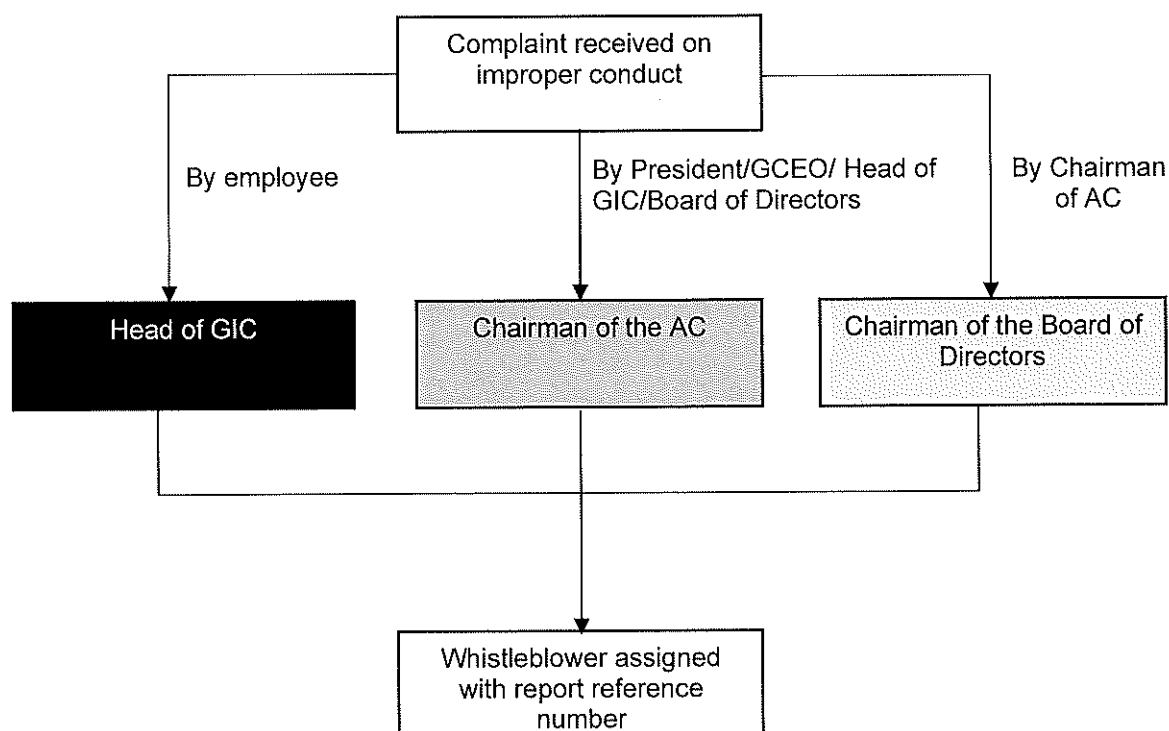 Complaint received on
improper conduct
By employee
By President/GCEO/ Head of
GIC/Board of Directors
By Chairman
of AC
Head of GIC
Chairman of the AC
Chairman of the Board of
Directors
Whistleblower assigned
with report reference
number